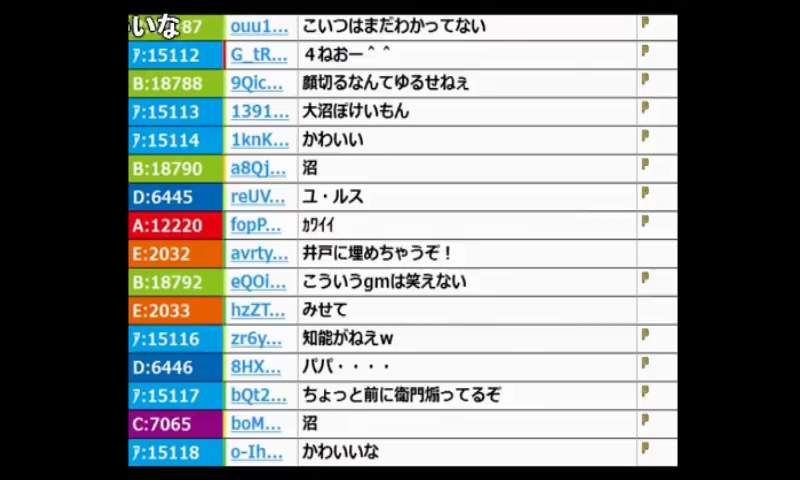 いな87 ouu1... こいつはまだわかってない
ｱ:15112 G_tR... ４ねおー＾＾
B:18788 9Qic... 顔切るなんてゆるせねぇ
ｱ:15113 1391... 大沼ぽけいもん
ｱ:15114 1knK... かわいい
B:18790 a8Qj... 沼
D:6445 reUV... ユ・ルス
A:12220 fopP... ｶﾜｲｲ
E:2032 avrty... 井戸に埋めちゃうぞ！
B:18792 eQOi... こういうgmは笑えない
E:2033 hzZT... みせて
ｱ:15116 zr6y... 知能がねえw
D:6446 8HX... パパ・・・・
ｱ:15117 bQt2... ちょっと前に衛門煽ってるぞ
C:7065 boM... 沼
ｱ:15118 o-Ih... かわいいな